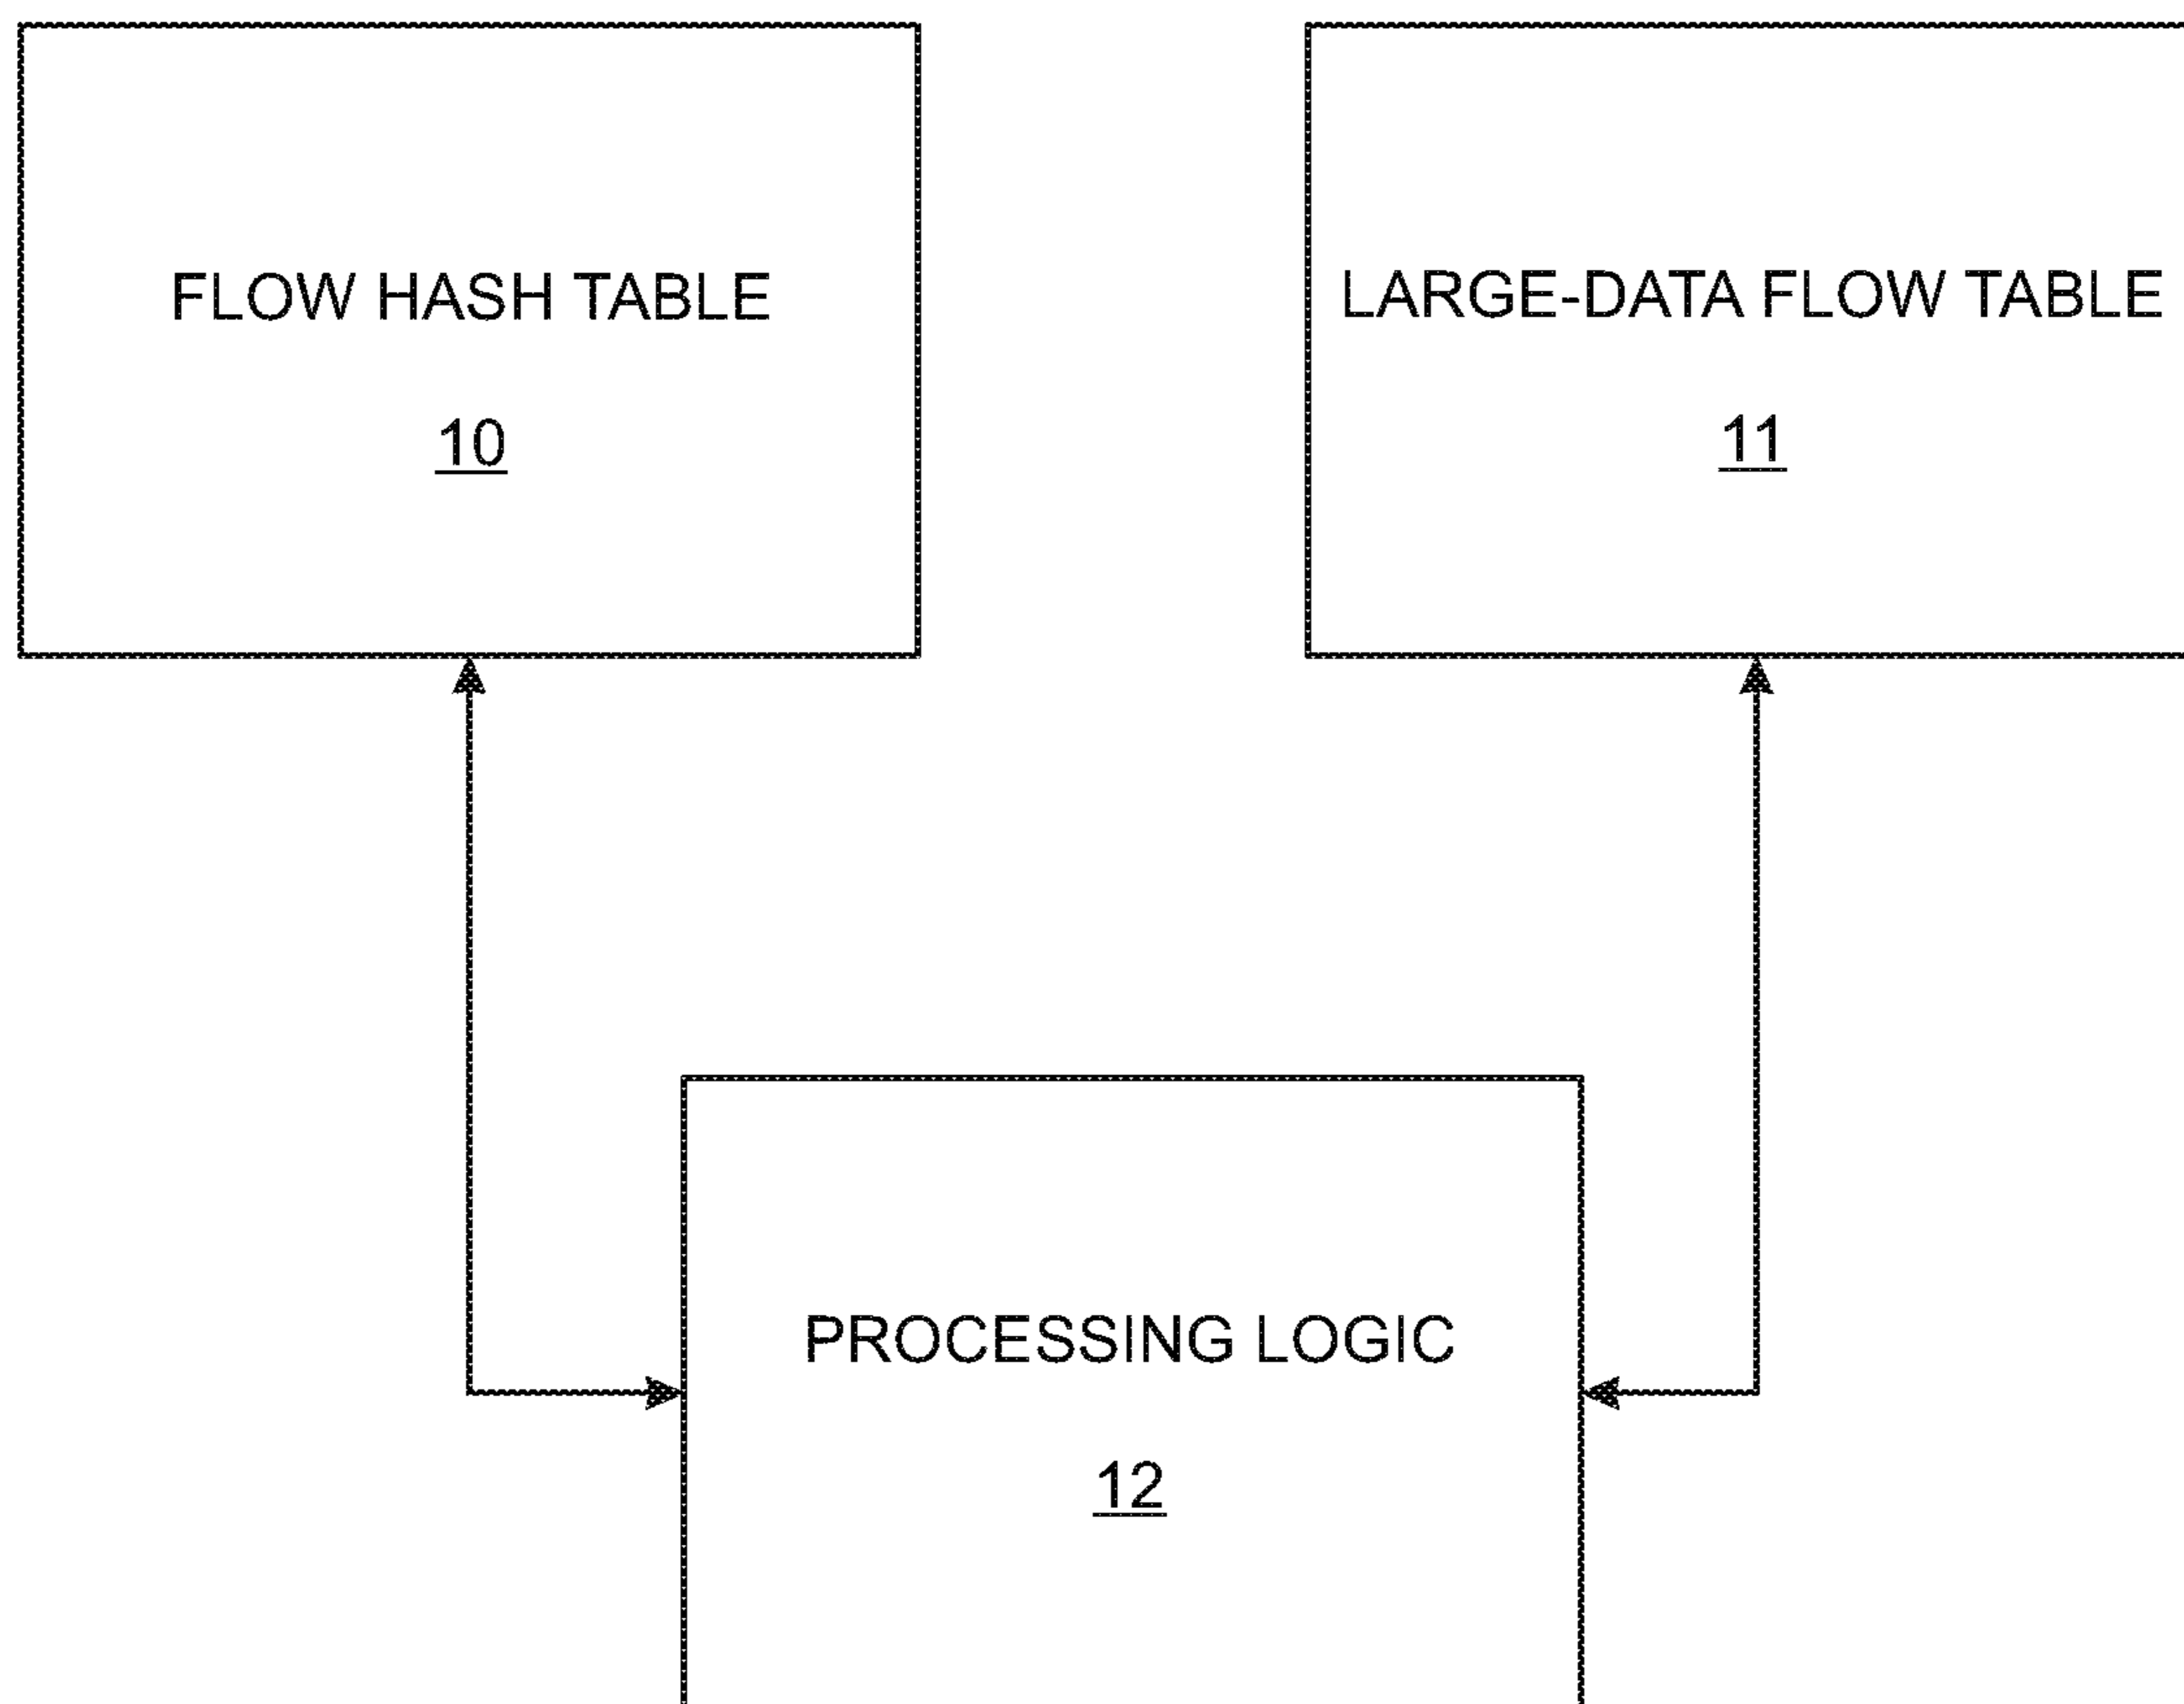 FLOW HASH TABLE
10
LARGE-DATA FLOW TABLE
11
PROCESSING LOGIC
12